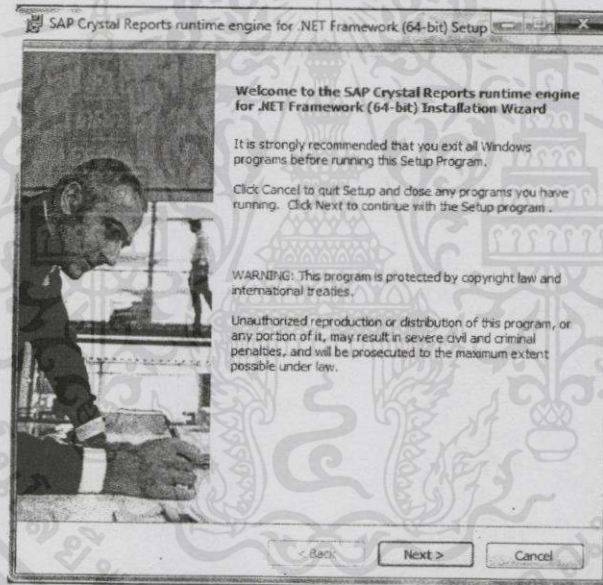 SAP Crystal Reports runtime engine for .NET Framework (64-bit) Setup
Welcome to the SAP Crystal Reports runtime engine
for .NET Framework (64-bit) Installation Wizard
It is strongly recommended that you exit all Windows
programs before running this Setup Program.
Click Cancel to quit Setup and close any programs you have
running. Click Next to continue with the Setup program .
WARNING: This program is protected by copyright law and
international treaties.
Unauthorized reproduction or distribution of this program, or
any portion of it, may result in severe civil and criminal
penalties, and will be prosecuted to the maximum extent
possible under law.
< Back
Next >
Cancel